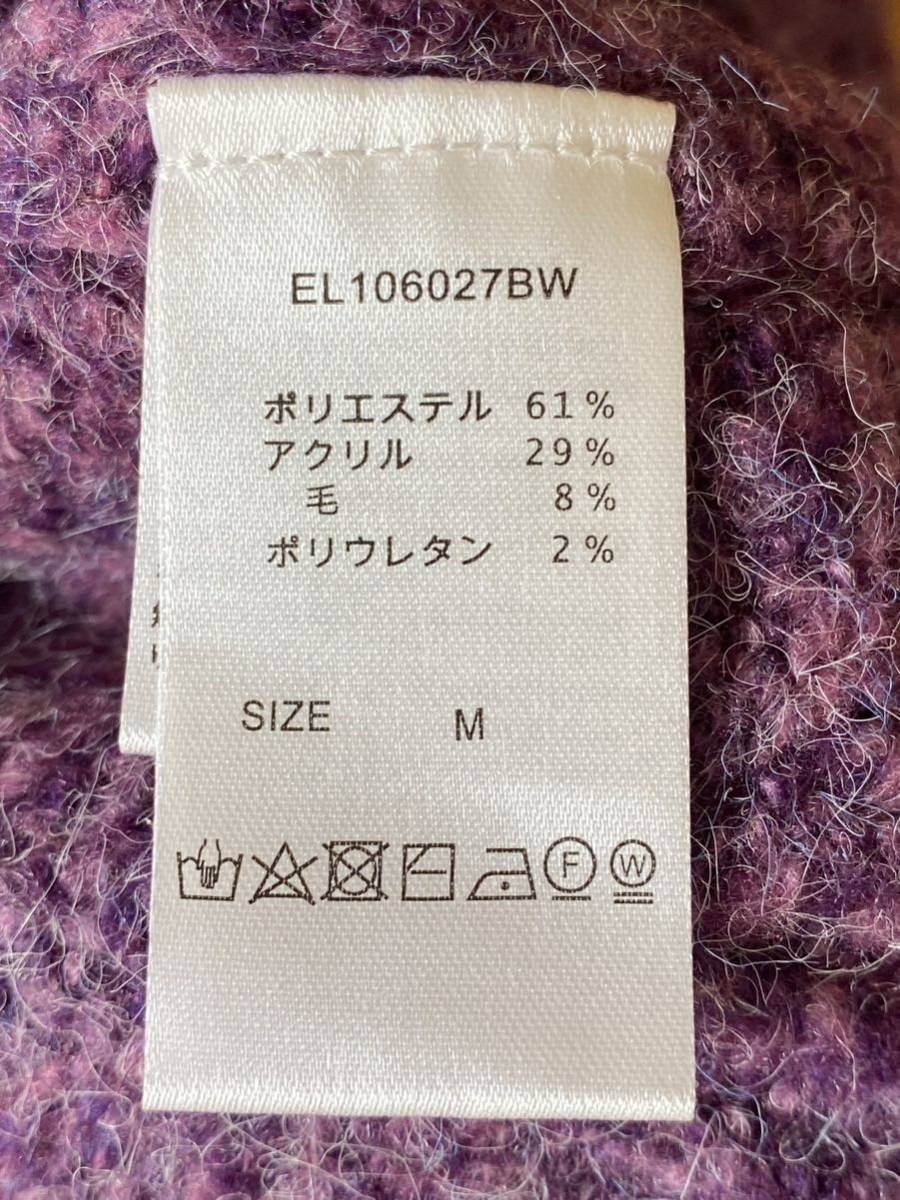 EL106027BW
ポリエステル 61%
アクリル 29%
毛 8%
ポリウレタン 2%
SIZE M
F W